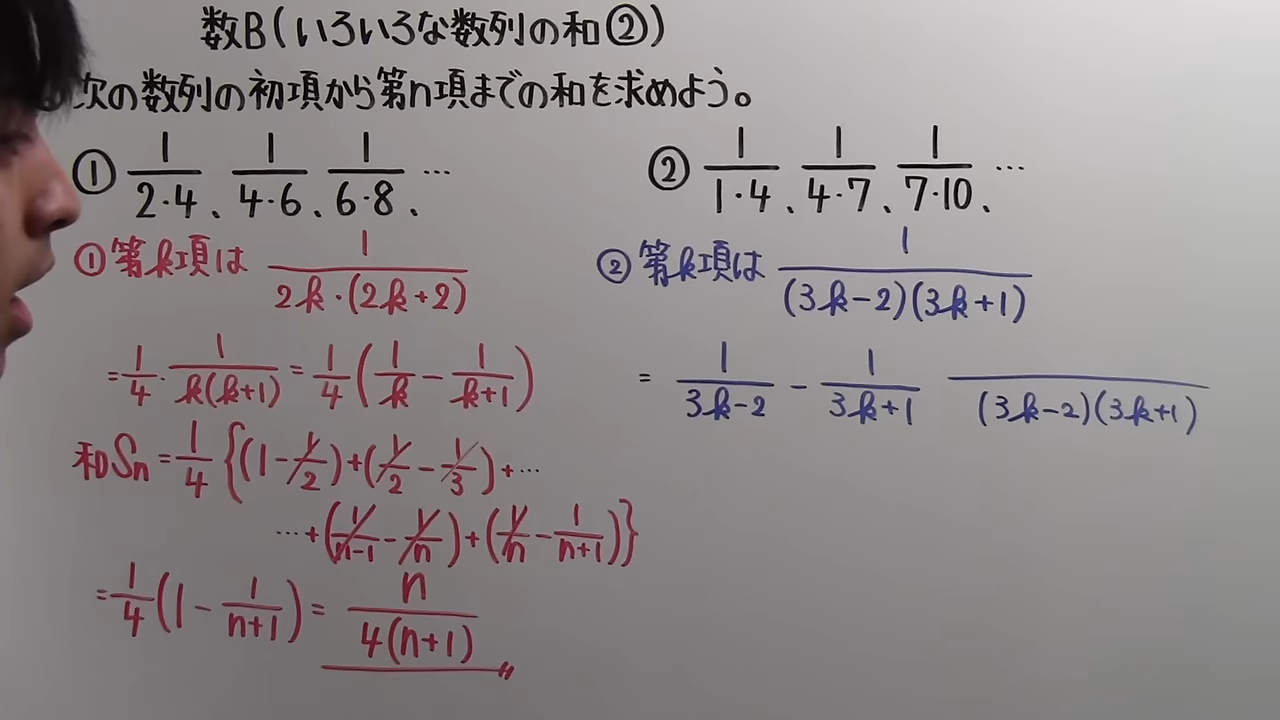 数B(いろいろな数列の和②)
次の数列の初項から第n項までの和を求めよう。
① 1/(2・4)、1/(4・6)、1/(6・8)、…
② 1/(1・4)、1/(4・7)、1/(7・10)、…
①第k項は 1/(2k・(2k+2))
=1/4・1/(k(k+1))=1/4(1/k−1/(k+1))
和Sn=1/4{(1−1/2)+(1/2−1/3)+…
…+(1/(n−1)−1/n)+(1/n−1/(n+1))}
=1/4(1−1/(n+1))=n/(4(n+1))〃
②第k項は 1/((3k−2)(3k+1))
= 1/(3k−2) − 1/(3k+1) /((3k−2)(3k+1))